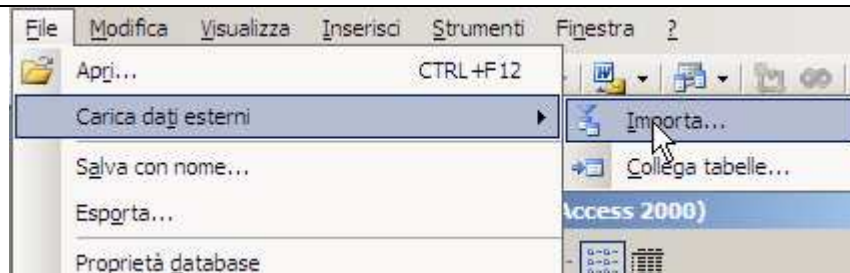 File Modifica Visualizza Inserisci Strumenti Finestra ?
Apri... CTRL+F12
Carica dati esterni Importa...
Salva con nome... Collega tabelle...
Esporta... Access 2000)
Proprietà database